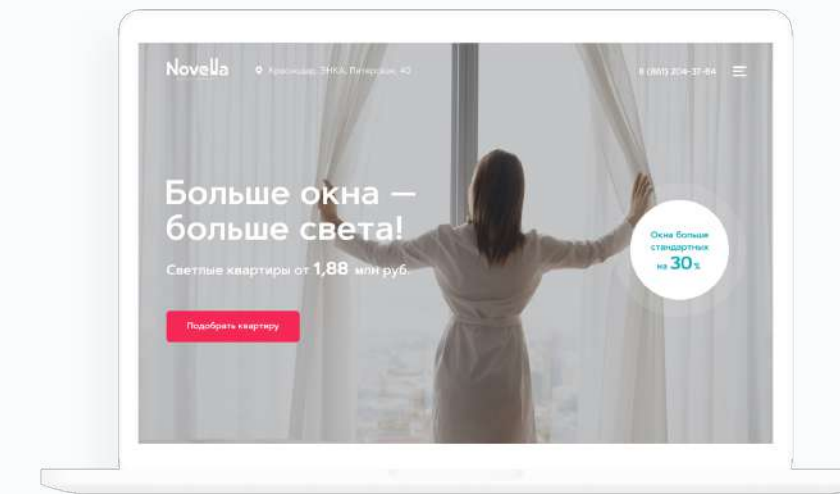 Novella
Краснодар, ЭНКА, Питерская, 40
8 (861) 204-37-64
Больше окна —
больше света!
Светлые квартиры от 1,88 млн руб.
Подобрать квартиру
Окна больше
стандартных
на 30%